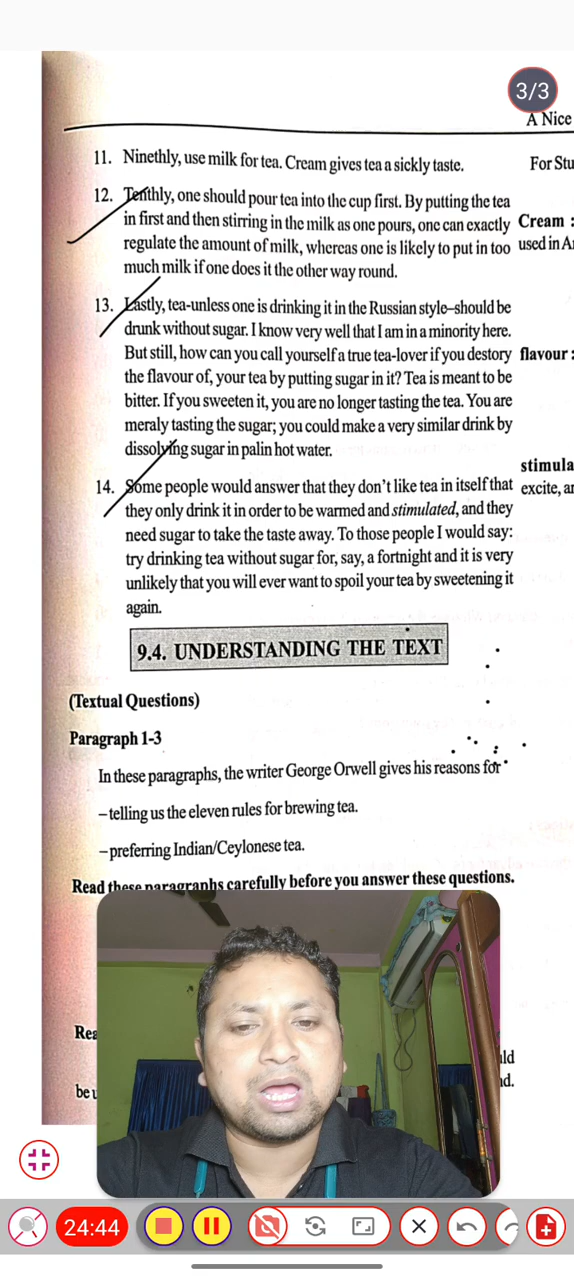 3/3
A Nice
11. Ninethly, use milk for tea. Cream gives tea a sickly taste.
For Stu
12. Tenthly, one should pour tea into the cup first. By putting the tea
in first and then stirring in the milk as one pours, one can exactly
Cream :
regulate the amount of milk, whereas one is likely to put in too
used in A
much milk if one does it the other way round.
13. Lastly, tea-unless one is drinking it in the Russian style–should be
drunk without sugar. I know very well that I am in a minority here.
But still, how can you call yourself a true tea-lover if you destory
flavour :
the flavour of, your tea by putting sugar in it? Tea is meant to be
bitter. If you sweeten it, you are no longer tasting the tea. You are
meraly tasting the sugar; you could make a very similar drink by
dissolving sugar in palin hot water.
stimula
14. Some people would answer that they don't like tea in itself that
excite, a
they only drink it in order to be warmed and stimulated, and they
need sugar to take the taste away. To those people I would say:
try drinking tea without sugar for, say, a fortnight and it is very
unlikely that you will ever want to spoil your tea by sweetening it
again.
9.4. UNDERSTANDING THE TEXT
(Textual Questions)
Paragraph 1-3
In these paragraphs, the writer George Orwell gives his reasons for
–telling us the eleven rules for brewing tea.
–preferring Indian/Ceylonese tea.
Read these paragraphs carefully before you answer these questions.
Rea
ld
be u
d.
24:44